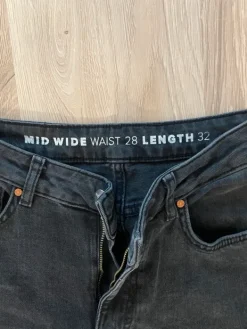 MID WIDE WAIST 28 LENGTH 32